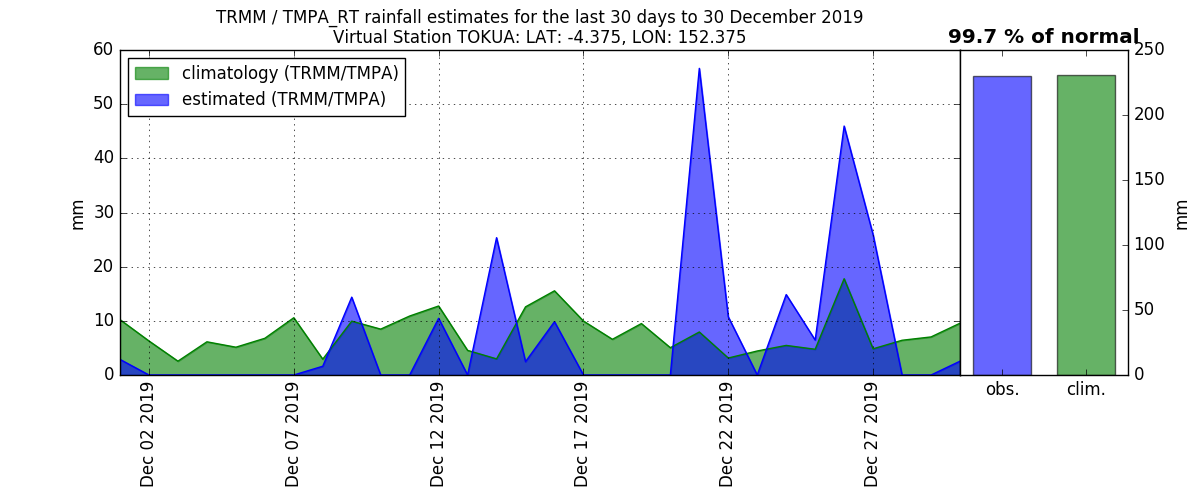 TRMM / TMPA_RT rainfall estimates for the last 30 days to 30 December 2019
Virtual Station TOKUA: LAT: -4.375, LON: 152.375
99.7 % of normal
climatology (TRMM/TMPA)
estimated (TRMM/TMPA)
mm
60
50
40
30
20
10
0
Dec 02 2019
Dec 07 2019
Dec 12 2019
Dec 17 2019
Dec 22 2019
Dec 27 2019
obs.
clim.
250
200
150
100
50
0
mm